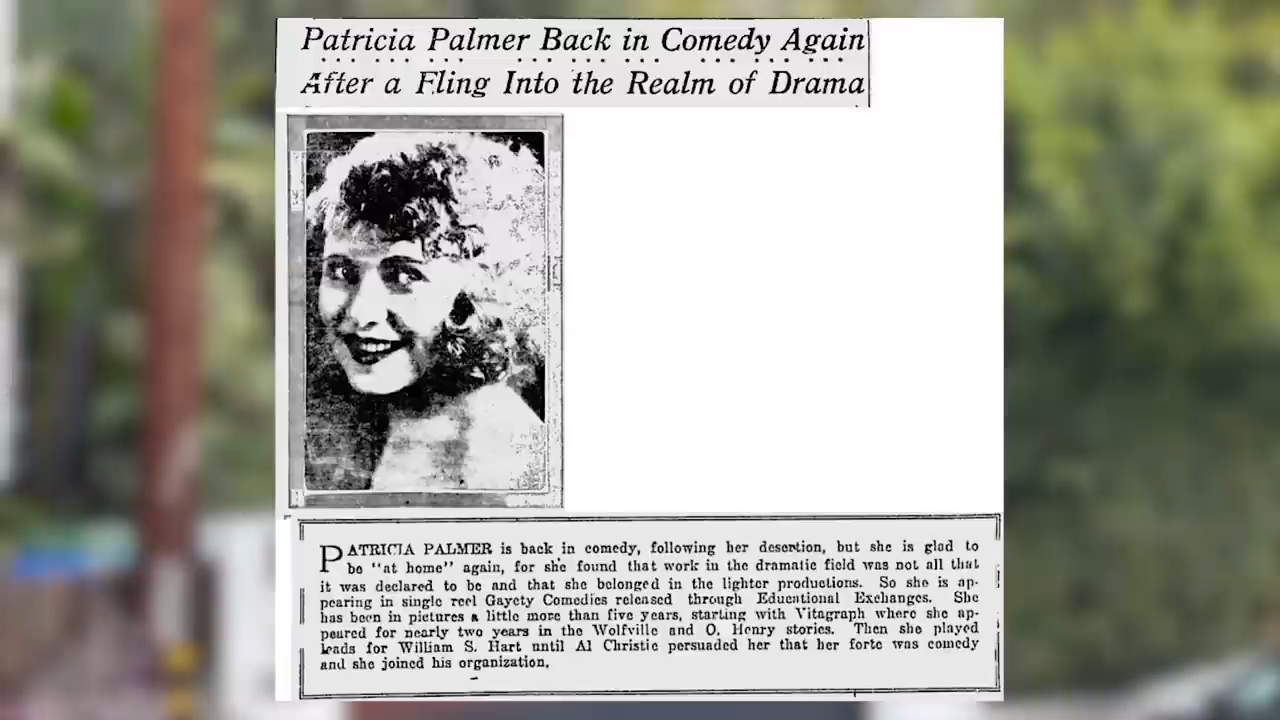 Patricia Palmer Back in Comedy Again
After a Fling Into the Realm of Drama
PATRICIA PALMER is back in comedy, following her desertion, but she is glad to
be "at home" again, for she found that work in the dramatic field was not all that
it was declared to be and that she belonged in the lighter productions. So she is ap-
pearing in single reel Gayety Comedies released through Educational Exchanges. She
has been in pictures a little more than five years, starting with Vitagraph where she ap-
peared for nearly two years in the Wolfville and O. Henry stories. Then she played
leads for William S. Hart until Al Christie persuaded her that her forte was comedy
and she joined his organization.